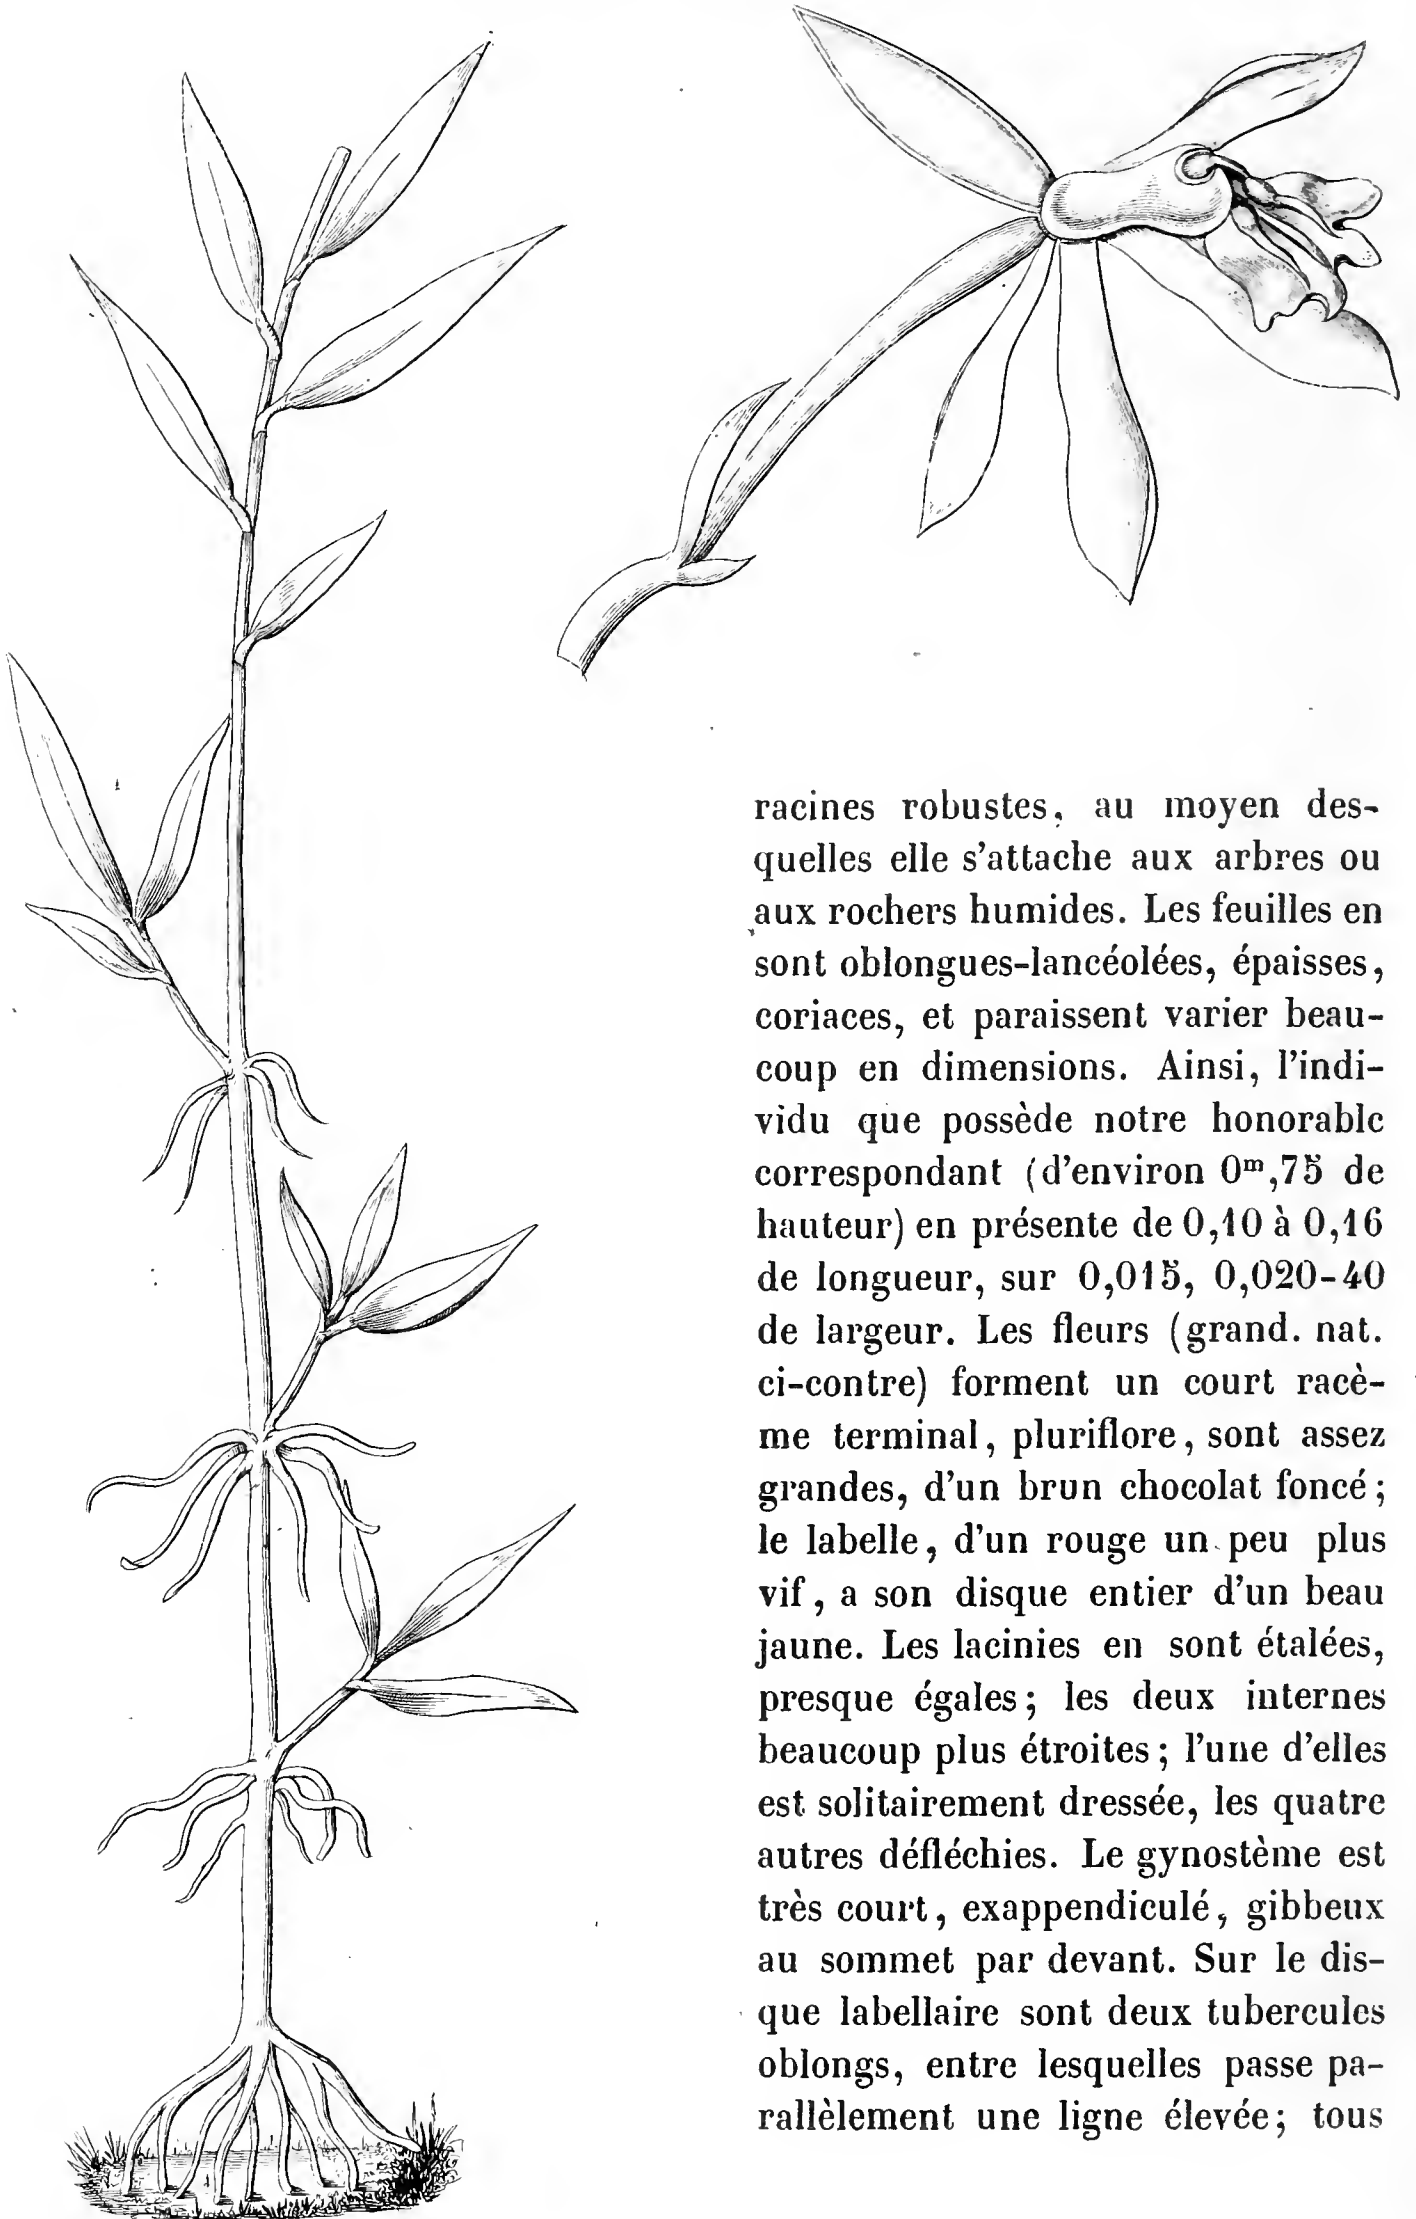 racines robustes, au moyen des-
quelles elle s'attache aux arbres ou
aux rochers humides. Les feuilles en
sont oblongues-lancéolées, épaisses,
coriaces, et paraissent varier beau-
coup en dimensions. Ainsi, l'indi-
vidu que possède notre honorable
correspondant (d'environ 0ᵐ,75 de
hauteur) en présente de 0,10 à 0,16
de longueur, sur 0,015, 0,020-40
de largeur. Les fleurs (grand. nat.
ci-contre) forment un court racè-
me terminal, pluriflore, sont assez
grandes, d'un brun chocolat foncé;
le labelle, d'un rouge un peu plus
vif, a son disque entier d'un beau
jaune. Les lacinies en sont étalées,
presque égales; les deux internes
beaucoup plus étroites; l'une d'elles
est solitairement dressée, les quatre
autres défléchies. Le gynostème est
très court, exappendiculé, gibbeux
au sommet par devant. Sur le dis-
que labellaire sont deux tubercules
oblongs, entre lesquelles passe pa-
rallèlement une ligne élevée; tous